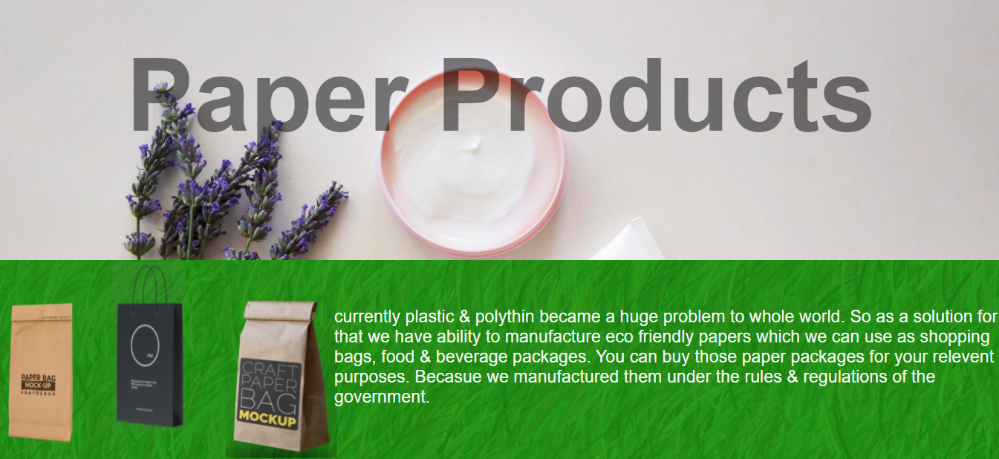 Paper Products
currently plastic & polythin became a huge problem to whole world. So as a solution for
that we have ability to manufacture eco friendly papers which we can use as shopping
bags, food & beverage packages. You can buy those paper packages for your relevent
purposes. Becasue we manufactured them under the rules & regulations of the
government.
PAPER BAG
MOCK-UP
PHOTOSHOP
CRAFT
PAPER
BAG
MOCKUP